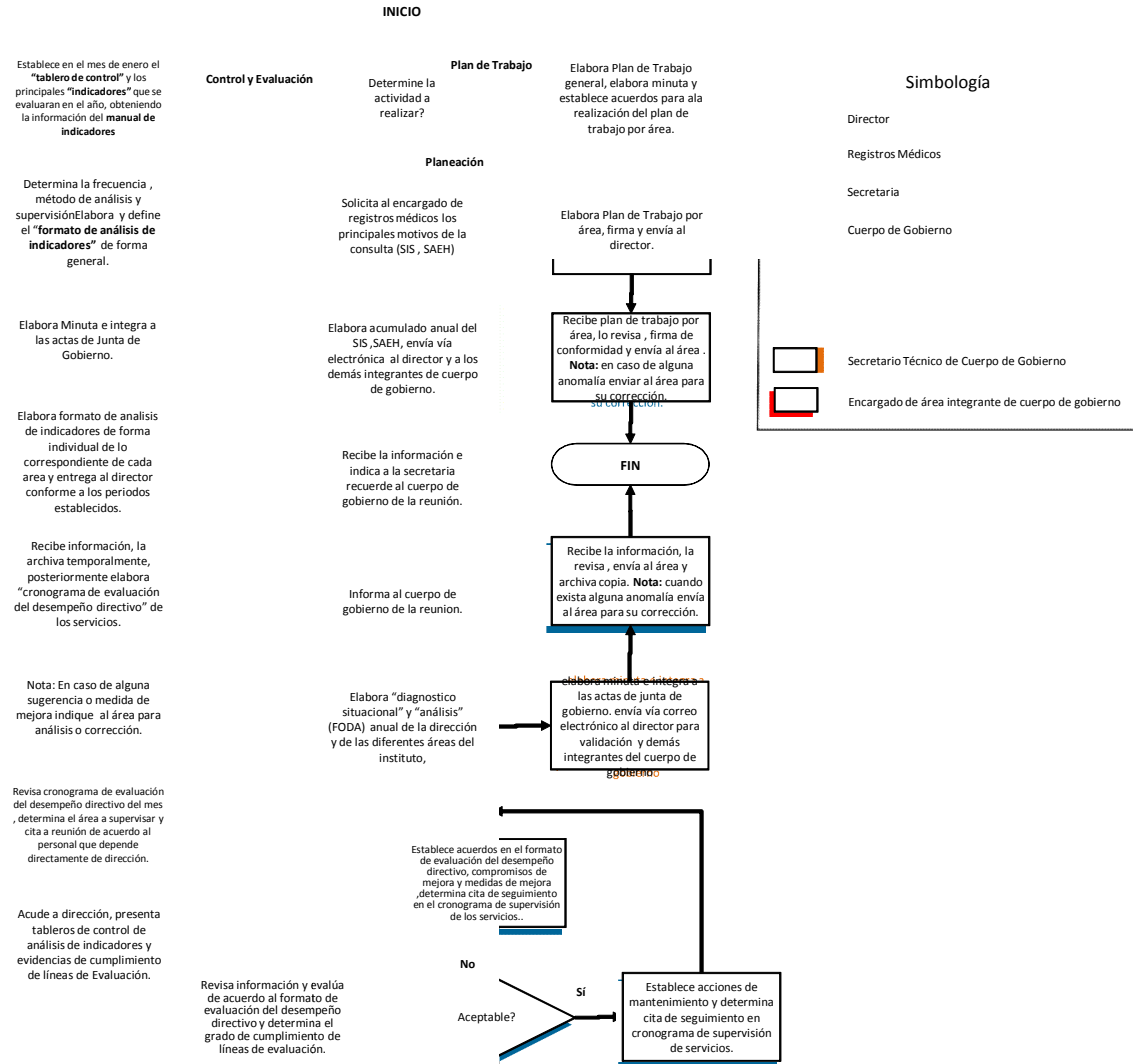 INICIO
Establece en el mes de enero el
“tablero de control” y los
principales “indicadores” que se
evaluaran en el año, obteniendo
la información del manual de
indicadores
Determina la frecuencia ,
método de análisis y
supervisiónElabora y define
el “formato de análisis de
indicadores” de forma
general.
Elabora Minuta e integra a
las actas de Junta de
Gobierno.
Elabora formato de analisis
de indicadores de forma
individual de lo
correspondiente de cada
area y entrega al director
conforme a los periodos
establecidos.
Recibe información, la
archiva temporalmente,
posteriormente elabora
“cronograma de evaluación
del desempeño directivo” de
los servicios.
Nota: En caso de alguna
sugerencia o medida de
mejora indique al área para
análisis o corrección.
Revisa cronograma de evaluación
del desempeño directivo del mes
, determina el área a supervisar y
cita a reunión de acuerdo al
personal que depende
directamente de dirección.
Acude a dirección, presenta
tableros de control de
análisis de indicadores y
evidencias de cumplimiento
de líneas de Evaluación.
Control y Evaluación
Revisa información y evalúa
de acuerdo al formato de
evaluación del desempeño
directivo y determina el
grado de cumplimiento de
líneas de evaluación.
Determine la
actividad a
realizar?
Plan de Trabajo
Planeación
Solicita al encargado de
registros médicos los
principales motivos de la
consulta (SIS , SAEH)
Elabora acumulado anual del
SIS ,SAEH, envía vía
electrónica al director y a los
demás integrantes de cuerpo
de gobierno.
Recibe la información e
indica a la secretaria
recuerde al cuerpo de
gobierno de la reunión.
Informa al cuerpo de
gobierno de la reunion.
Elabora “diagnostico
situacional” y “análisis”
(FODA) anual de la dirección
y de las diferentes áreas del
instituto,
Establece acuerdos en el formato
de evaluación del desempeño
directivo, compromisos de
mejora y medidas de mejora
,determina cita de seguimiento
en el cronograma de supervisión
de los servicios..
No
Aceptable?
Sí
Elabora Plan de Trabajo
general, elabora minuta y
establece acuerdos para ala
realización del plan de
trabajo por área.
Elabora Plan de Trabajo por
área, firma y envía al
director.
Recibe plan de trabajo por
área, lo revisa , firma de
conformidad y envía al área .
Nota: en caso de alguna
anomalía enviar al área para
su corrección.
FIN
Recibe la información, la
revisa , envía al área y
archiva copia. Nota: cuando
exista alguna anomalía envía
al área para su corrección.
elabora minuta e integra a
las actas de junta de
gobierno. envía vía correo
electrónico al director para
validación y demás
integrantes del cuerpo de
gobierno
Establece acciones de
mantenimiento y determina
cita de seguimiento en
cronograma de supervisión
de servicios.
Simbología
Director
Registros Médicos
Secretaria
Cuerpo de Gobierno
Secretario Técnico de Cuerpo de Gobierno
Encargado de área integrante de cuerpo de gobierno